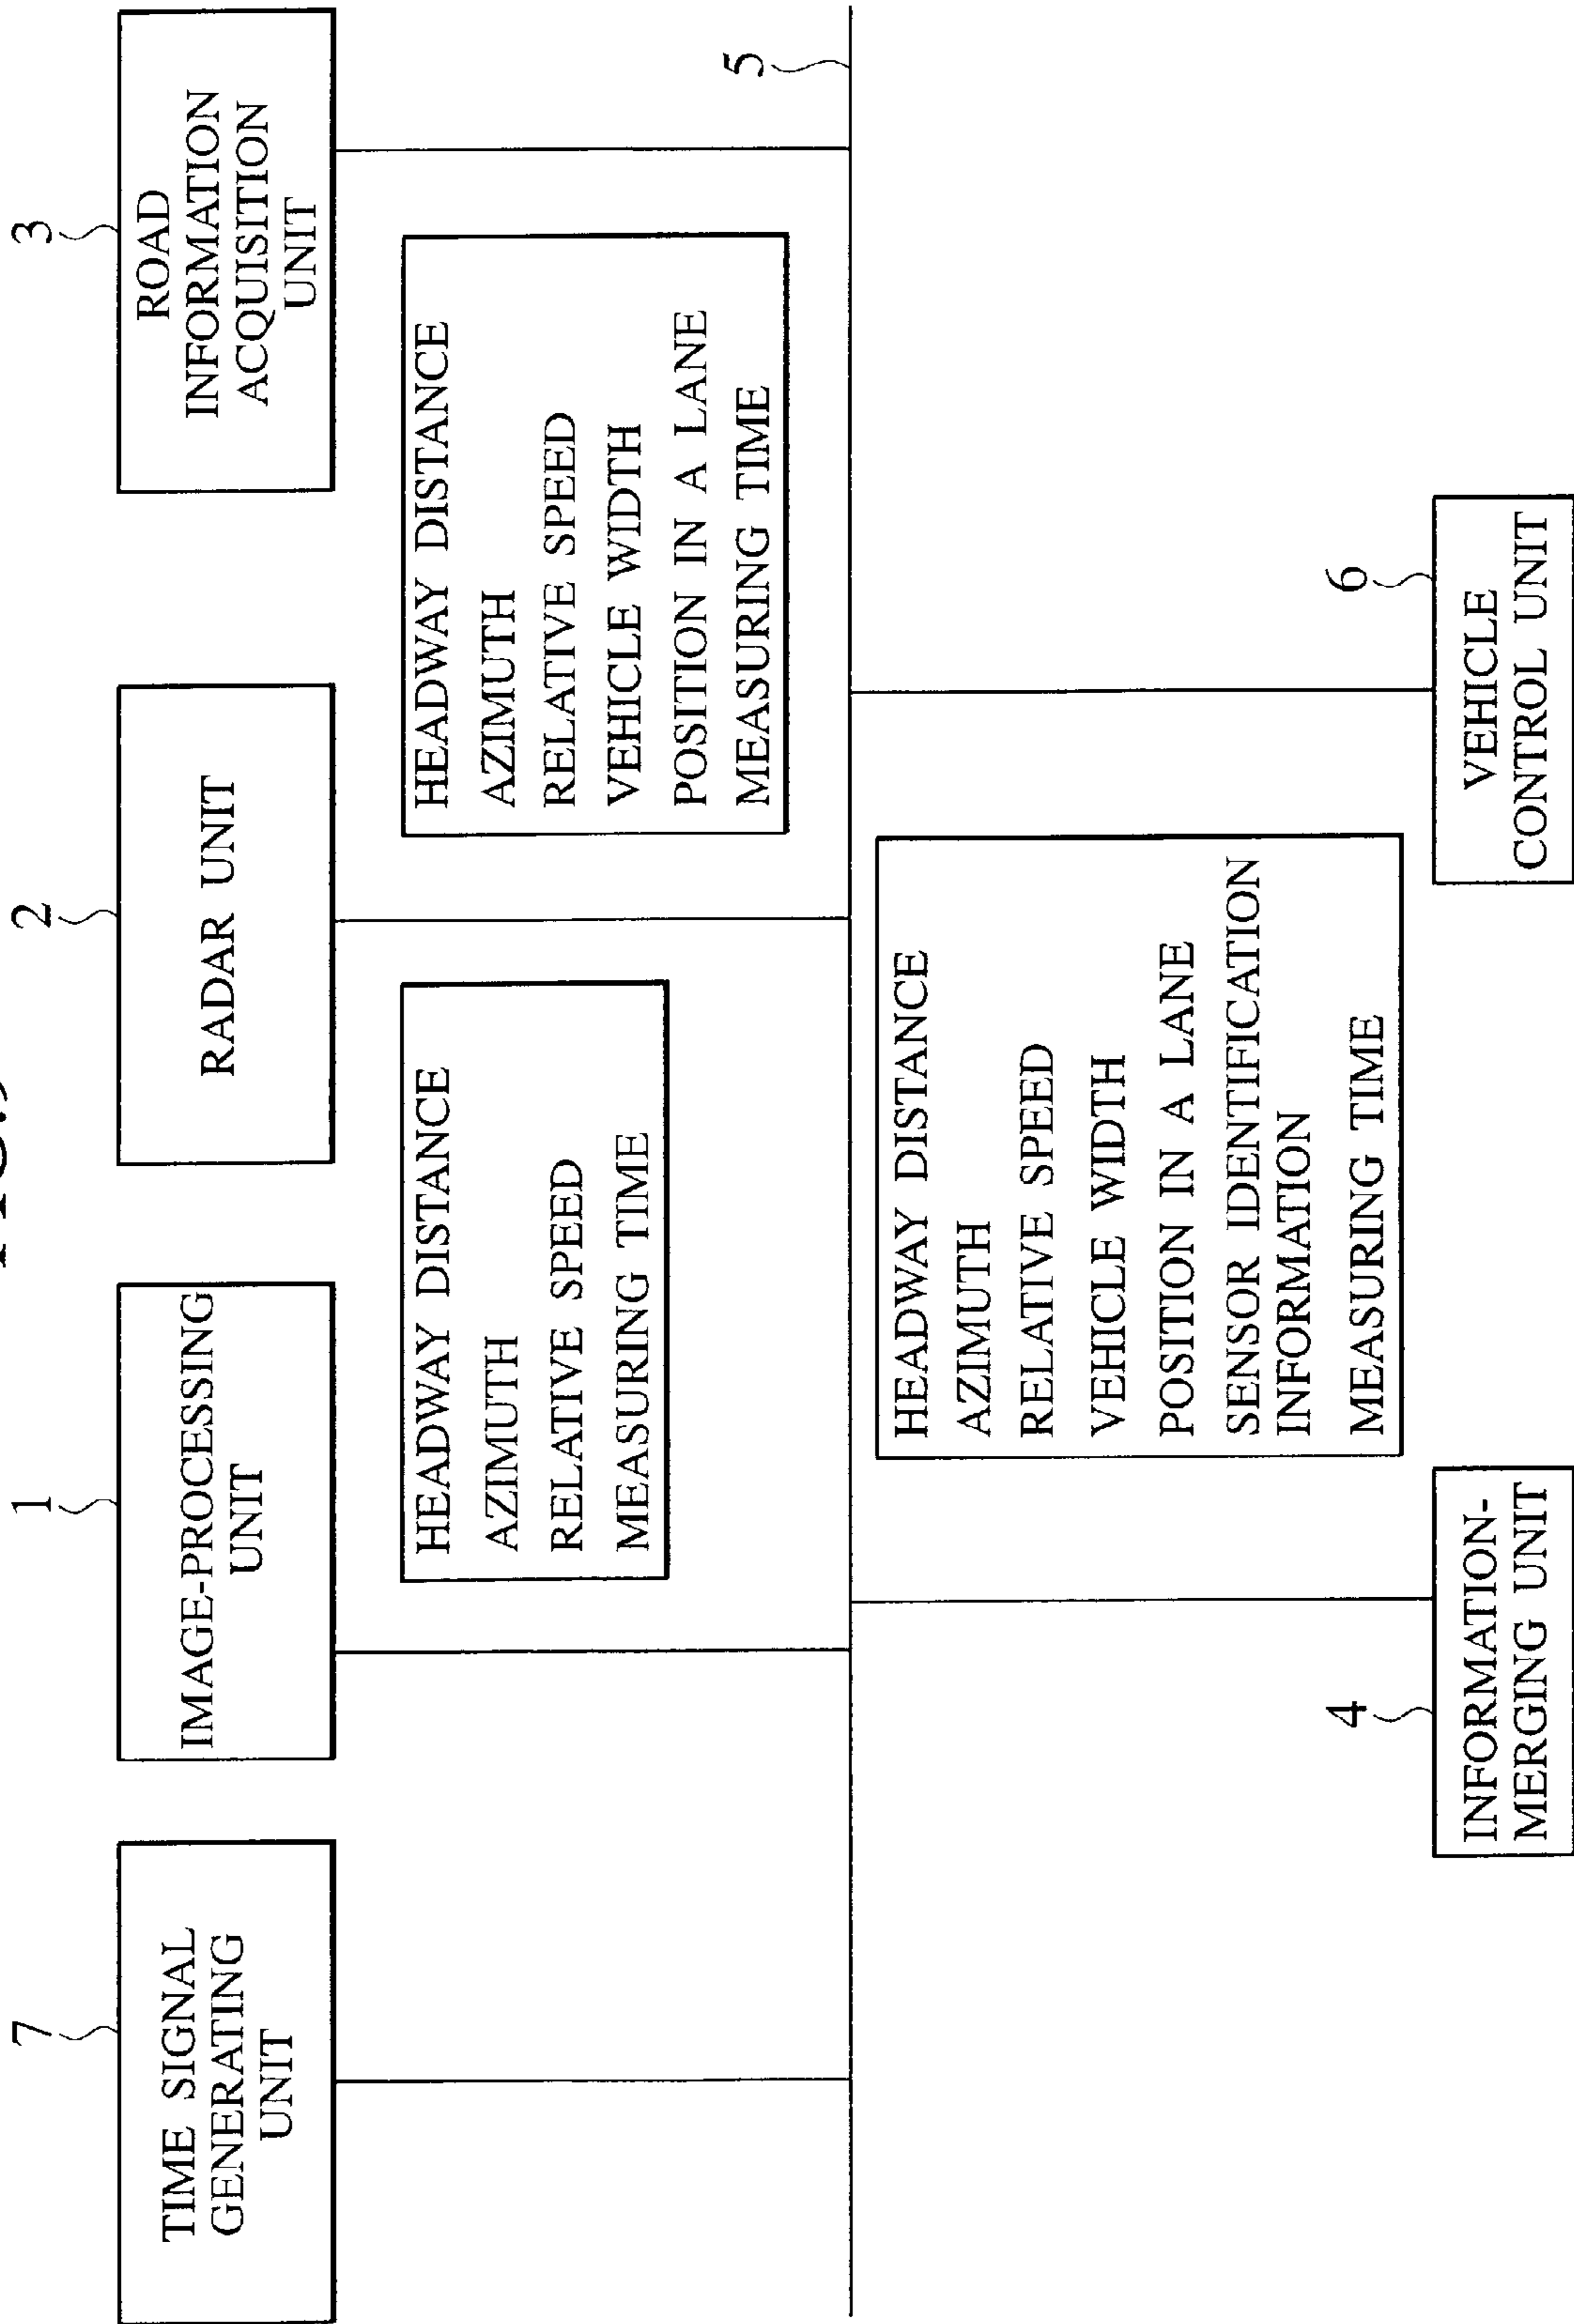 7
TIME SIGNAL
GENERATING
UNIT
1
IMAGE-PROCESSING
UNIT
2
RADAR UNIT
3
ROAD
INFORMATION
ACQUISITION
UNIT
HEADWAY DISTANCE
AZIMUTH
RELATIVE SPEED
MEASURING TIME
HEADWAY DISTANCE
AZIMUTH
RELATIVE SPEED
VEHICLE WIDTH
POSITION IN A LANE
MEASURING TIME
5
HEADWAY DISTANCE
AZIMUTH
RELATIVE SPEED
VEHICLE WIDTH
POSITION IN A LANE
SENSOR IDENTIFICATION
INFORMATION
MEASURING TIME
4
INFORMATION-
MERGING UNIT
6
VEHICLE
CONTROL UNIT